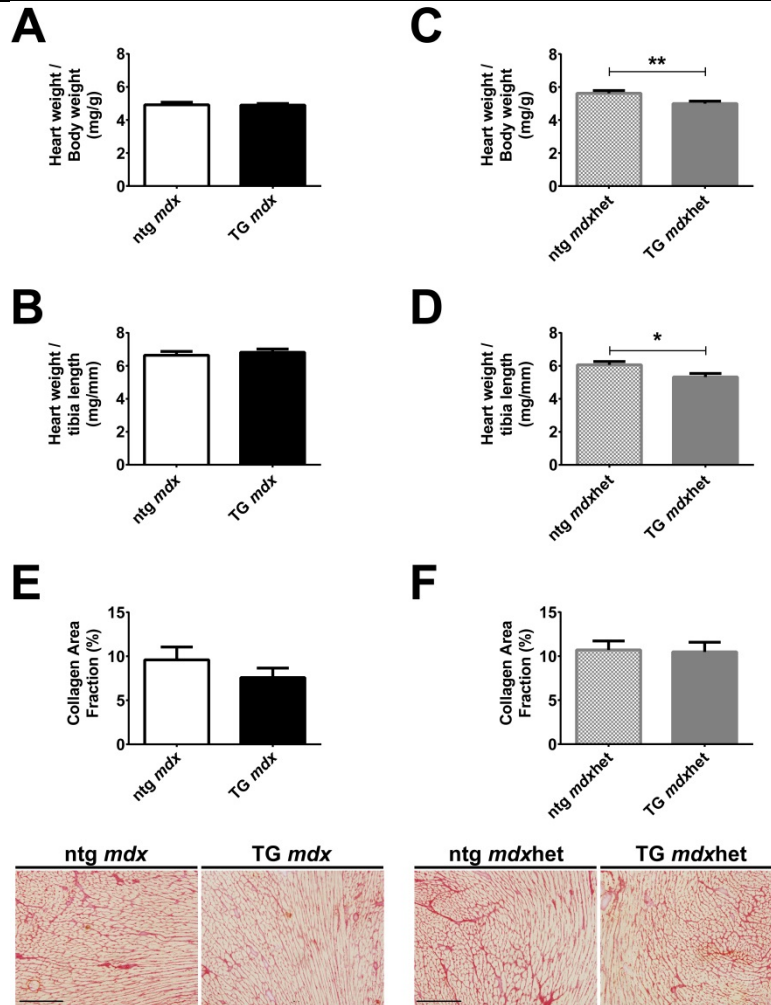 A
Heart weight /
Body weight
(mg/g)
8
6
4
2
0
ntg mdx
TG mdx
C
Heart weight /
Body weight
(mg/g)
8
6
4
2
0
**
ntg mdxhet
TG mdxhet
B
Heart weight /
tibia length
(mg/mm)
8
6
4
2
0
ntg mdx
TG mdx
D
Heart weight /
tibia length
(mg/mm)
8
6
4
2
0
*
ntg mdxhet
TG mdxhet
E
Collagen Area
Fraction (%)
15
10
5
0
ntg mdx
TG mdx
F
Collagen Area
Fraction (%)
15
10
5
0
ntg mdxhet
TG mdxhet
ntg mdx
TG mdx
ntg mdxhet
TG mdxhet